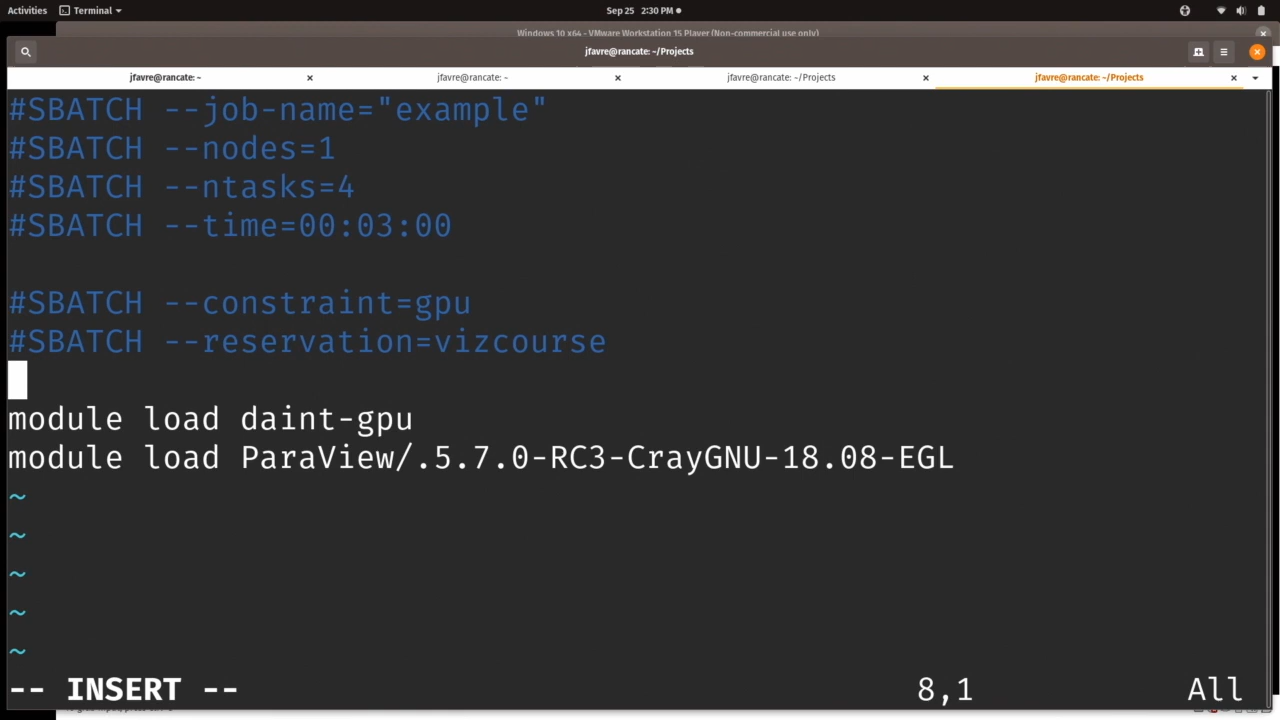 Activities
Terminal
Sep 25 2:30 PM
Windows 10 x64 - VMware Workstation 15 Player (Non-commercial use only)
jfavre@rancate: ~/Projects
jfavre@rancate: ~
jfavre@rancate: ~
jfavre@rancate: ~/Projects
jfavre@rancate: ~/Projects
#SBATCH --job-name="example"
#SBATCH --nodes=1
#SBATCH --ntasks=4
#SBATCH --time=00:03:00
#SBATCH --constraint=gpu
#SBATCH --reservation=vizcourse
module load daint-gpu
module load ParaView/.5.7.0-RC3-CrayGNU-18.08-EGL
~
~
~
~
~
-- INSERT -- 8,1 All